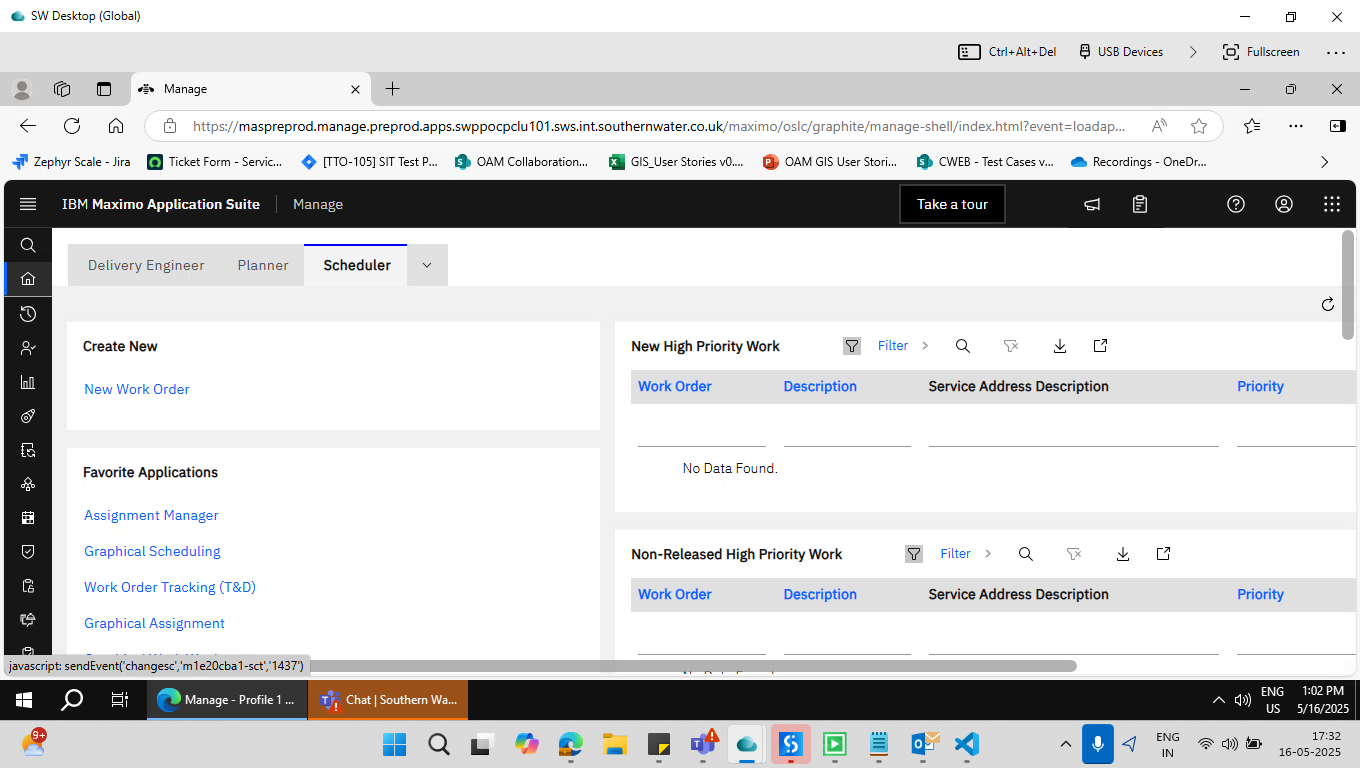 SW Desktop (Global)
Ctrl+Alt+Del
USB Devices
Fullscreen
Manage
https://maspreprod.manage.preprod.apps.swppocpclu101.sws.int.southernwater.co.uk/maximo/oslc/graphite/manage-shell/index.html?event=loadap...
Zephyr Scale - Jira
Ticket Form - Servic...
[TTO-105] SIT Test P...
OAM Collaboration...
GIS_User Stories v0....
OAM GIS User Stori...
CWEB - Test Cases v...
Recordings - OneDr...
IBM Maximo Application Suite
Manage
Take a tour
Delivery Engineer
Planner
Scheduler
Create New
New Work Order
Favorite Applications
Assignment Manager
Graphical Scheduling
Work Order Tracking (T&D)
Graphical Assignment
New High Priority Work
Filter
Work Order
Description
Service Address Description
Priority
No Data Found.
Non-Released High Priority Work
Filter
Work Order
Description
Service Address Description
Priority
javascript: sendEvent('changesc','m1e20cba1-sct','1437')
Manage - Profile 1 ...
Chat | Southern Wa...
ENG
US
1:02 PM
5/16/2025
9+
ENG
IN
17:32
16-05-2025